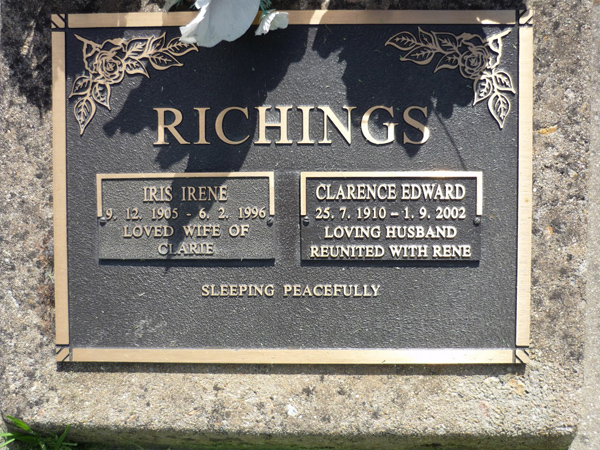 RICHINGS
IRIS IRENE
9. 12. 1905 - 6. 2. 1996
LOVED WIFE OF
CLARIE
CLARENCE EDWARD
25. 7. 1910 - 1. 9. 2002
LOVING HUSBAND
REUNITED WITH RENE
SLEEPING PEACEFULLY